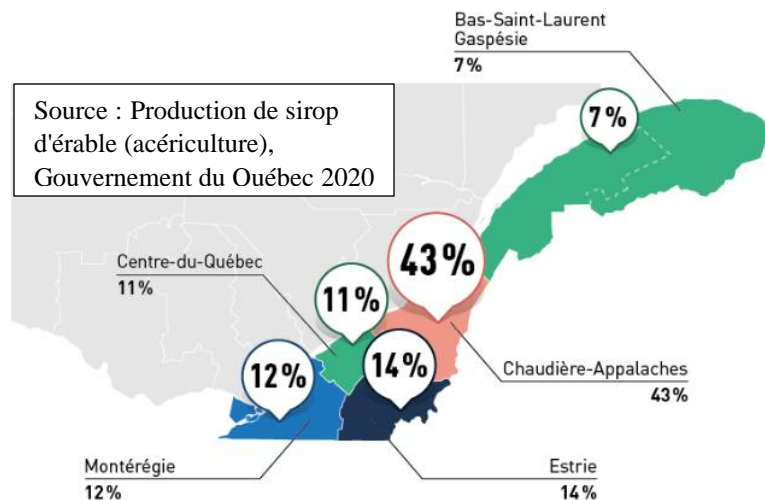 Bas-Saint-Laurent
Gaspésie
7%
Source : Production de sirop
d'érable (acériculture),
Gouvernement du Ouébec 2020
7%
43%
Centre-du-Québec
11%
11%
12%
14%
Chaudière-Appalaches
43%
Montérégie
12%
Estrie
14%